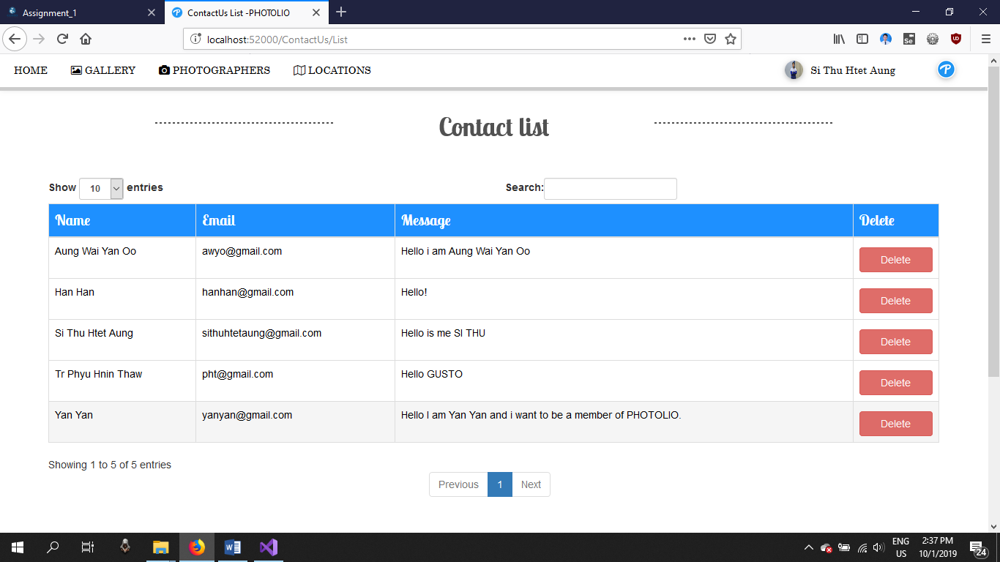 Assignment_1
ContactUs List -PHOTOLIO
localhost:52000/ContactUs/List
HOME GALLERY PHOTOGRAPHERS LOCATIONS Si Thu Htet Aung
Contact list
Show 10 entries Search:
Name Email Message Delete
Aung Wai Yan Oo awyo@gmail.com Hello i am Aung Wai Yan Oo Delete
Han Han hanhan@gmail.com Hello! Delete
Si Thu Htet Aung sithuhtetaung@gmail.com Hello is me SI THU Delete
Tr Phyu Hnin Thaw pht@gmail.com Hello GUSTO Delete
Yan Yan yanyan@gmail.com Hello I am Yan Yan and i want to be a member of PHOTOLIO. Delete
Showing 1 to 5 of 5 entries
Previous 1 Next
ENG 2:37 PM
US 10/1/2019 24